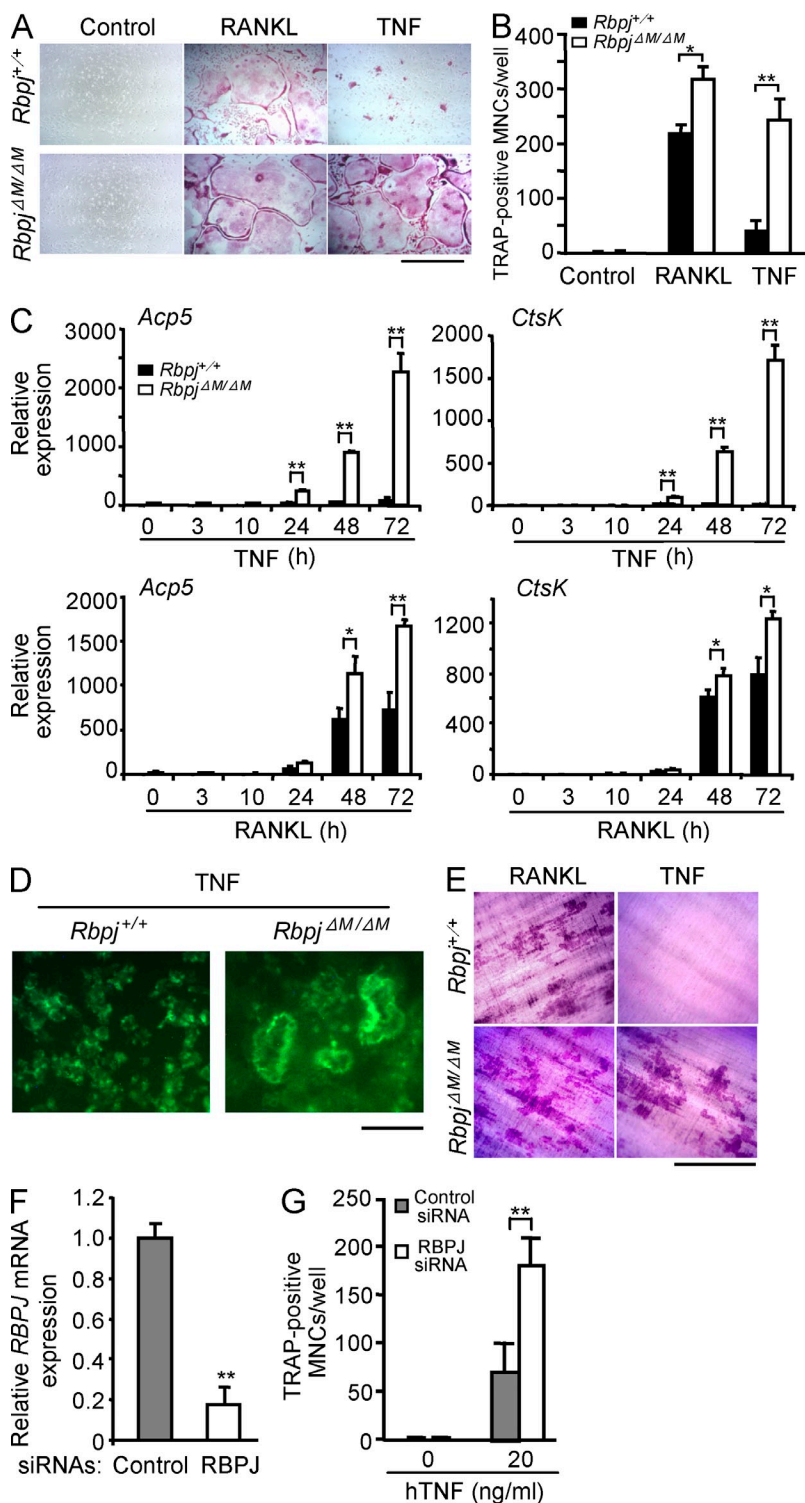 A
Control RANKL TNF
Rbpj+/+
RbpjΔM/ΔM
B
Rbpj+/+
RbpjΔM/ΔM
TRAP-positive MNCs/well
400
300
200
100
0
* **
Control RANKL TNF
C
Acp5
Relative expression
3000
2000
1000
0
Rbpj+/+
RbpjΔM/ΔM
** ** **
0 3 10 24 48 72
TNF (h)
CtsK
2000
1500
1000
500
0
** ** **
0 3 10 24 48 72
TNF (h)
Acp5
Relative expression
2000
1500
1000
500
0
* **
0 3 10 24 48 72
RANKL (h)
CtsK
1200
800
400
0
* *
0 3 10 24 48 72
RANKL (h)
D
TNF
Rbpj+/+ RbpjΔM/ΔM
E
RANKL TNF
Rbpj+/+
RbpjΔM/ΔM
F
Relative RBPJ mRNA expression
1.2
1.0
0.8
0.6
0.4
0.2
0
**
siRNAs: Control RBPJ
G
TRAP-positive MNCs/well
250
200
150
100
50
0
Control siRNA
RBPJ siRNA
**
0 20
hTNF (ng/ml)